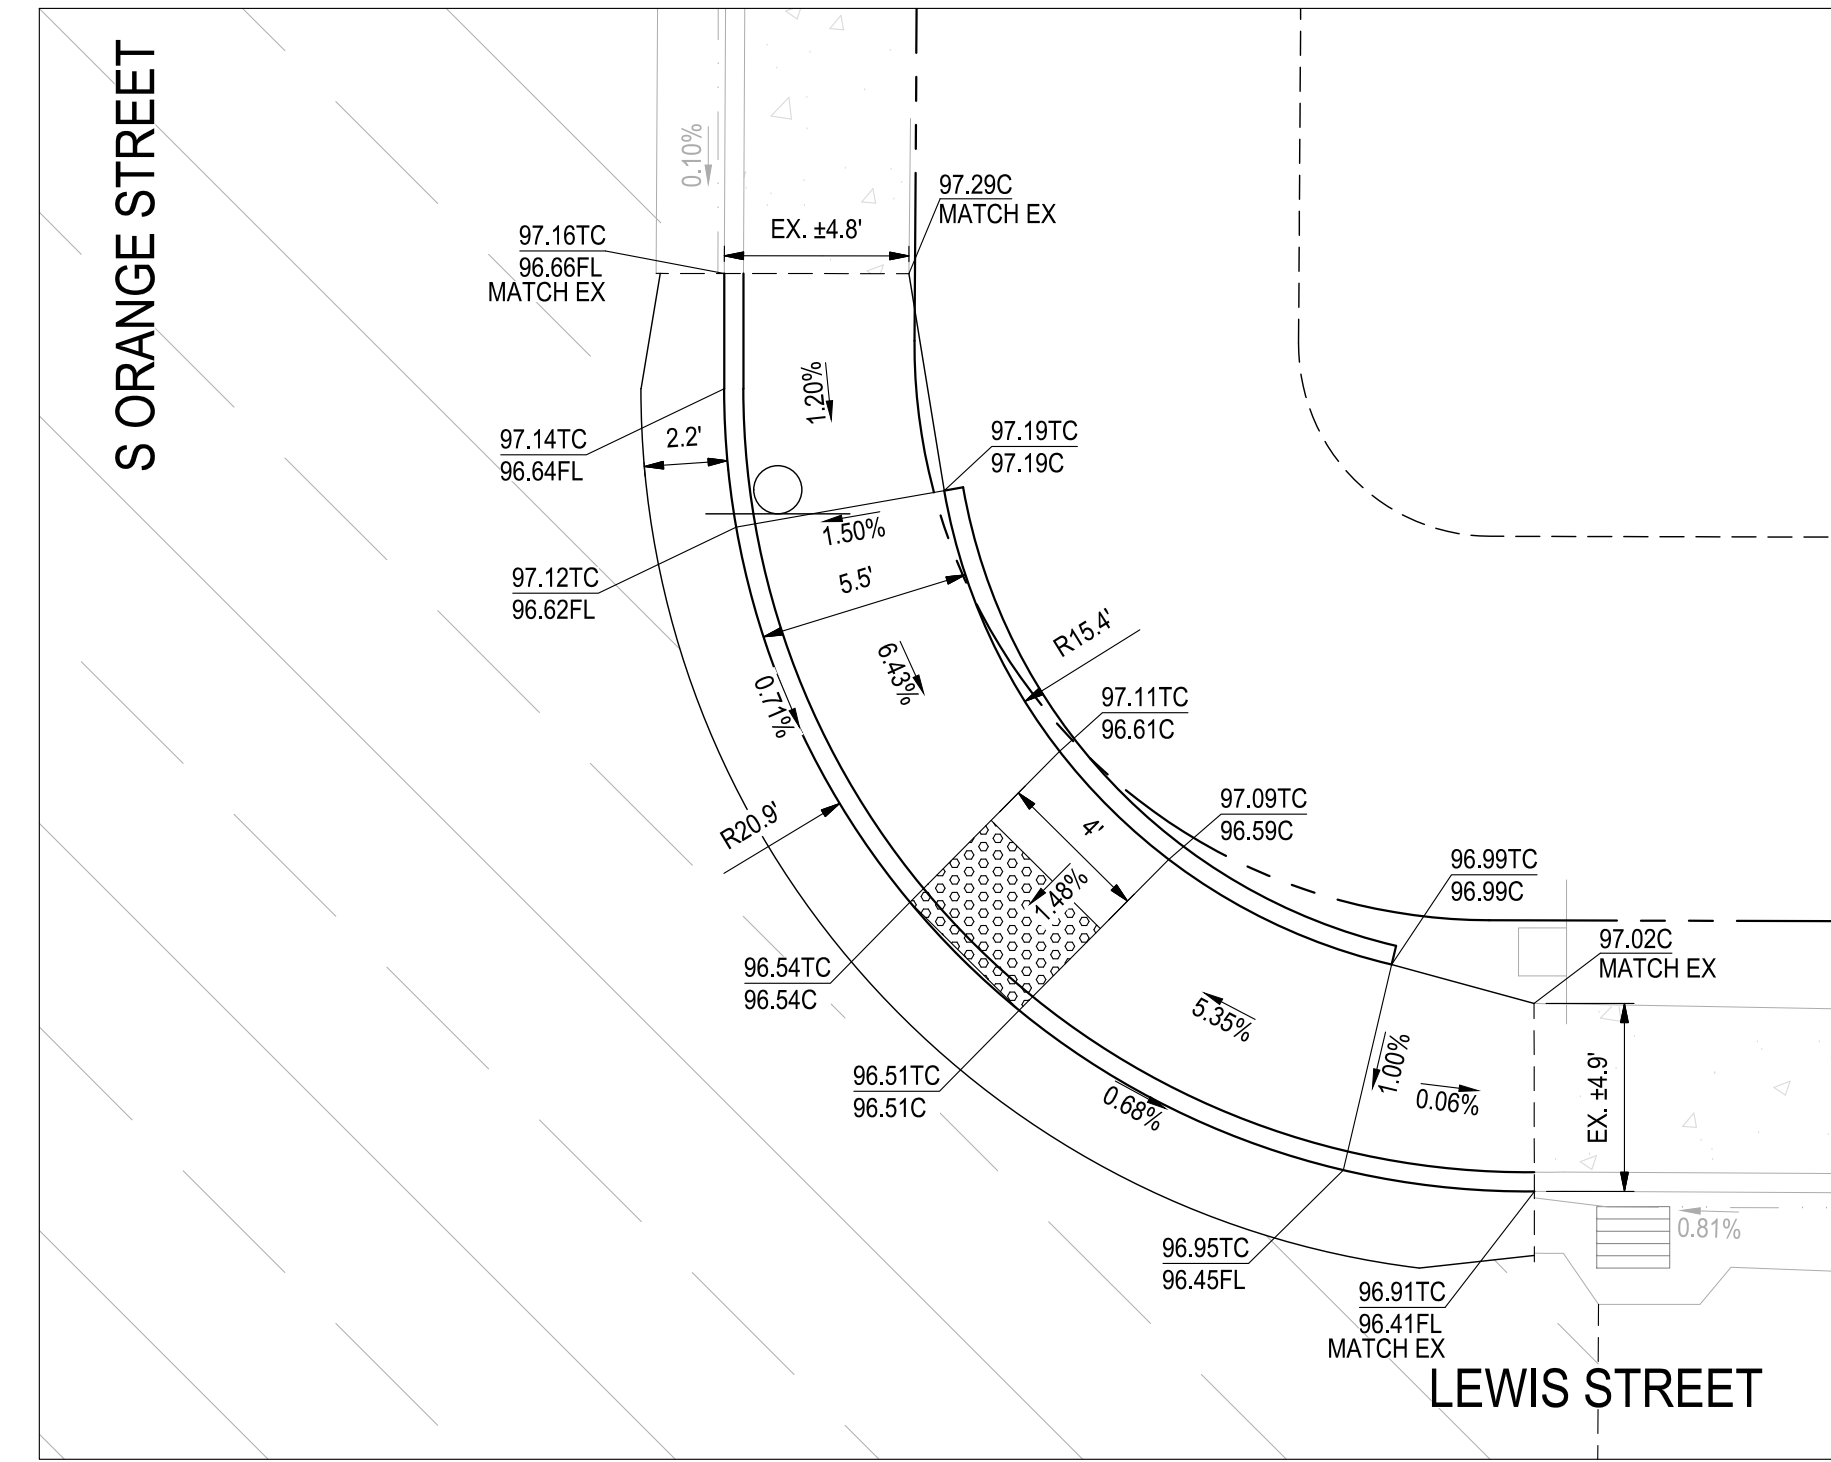 S ORANGE STREET
0.10%
97.29C
MATCH EX
EX. ±4.8'
97.16TC
96.66FL
MATCH EX
1.20%
97.14TC
96.64FL
2.2'
97.19TC
97.19C
1.50%
5.5'
97.12TC
96.62FL
R15.4'
6.43%
0.71%
97.11TC
96.61C
R20.9'
97.09TC
96.59C
4'
1.48%
96.99TC
96.99C
97.02C
MATCH EX
96.54TC
96.54C
5.35%
1.00%
0.06%
EX. ±4.9'
96.51TC
96.51C
0.68%
0.81%
96.95TC
96.45FL
96.91TC
96.41FL
MATCH EX
LEWIS STREET